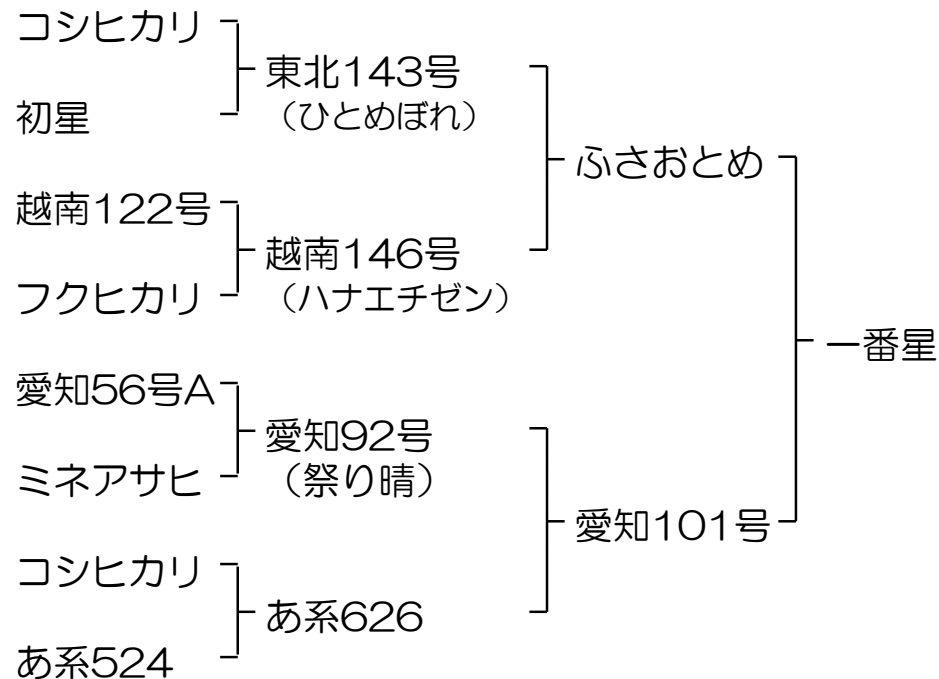 コシヒカリ
初星
東北143号
（ひとめぼれ）
越南122号
フクヒカリ
越南146号
（ハナエチゼン）
ふさおとめ
愛知56号A
ミネアサヒ
愛知92号
（祭り晴）
コシヒカリ
あ系524
あ系626
愛知101号
一番星